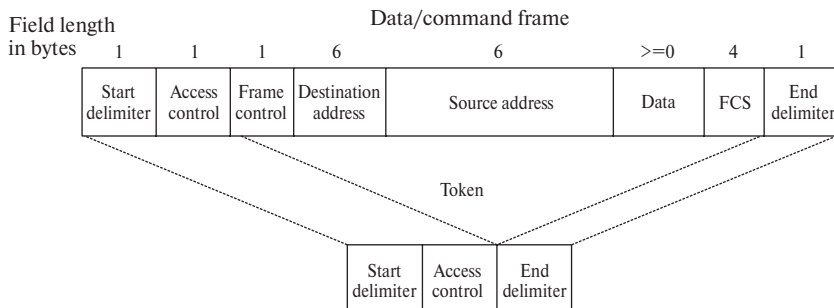 Data/command frame
Field length
in bytes
1 1 1 6 6 >=0 4 1
Start delimiter
Access control
Frame control
Destination address
Source address
Data
FCS
End delimiter
Token
Start delimiter
Access control
End delimiter